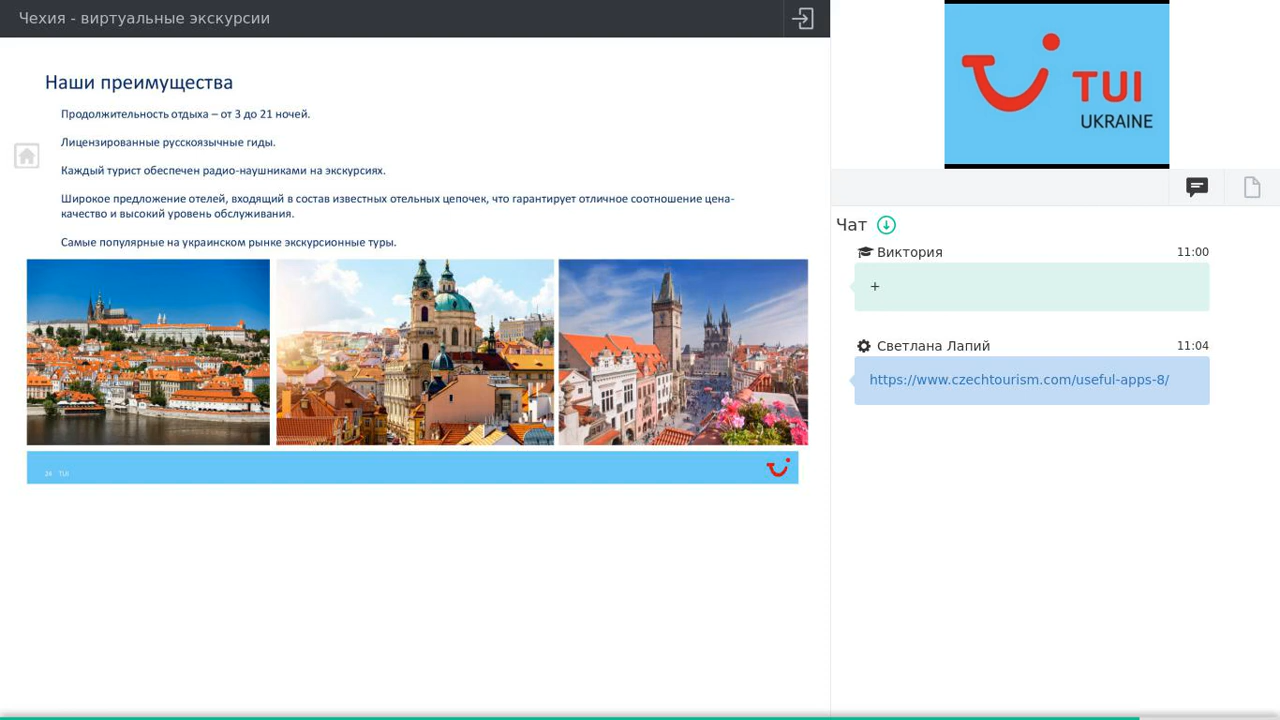 Чехия - виртуальные экскурсии
Наши преимущества
Продолжительность отдыха – от 3 до 21 ночей.
Лицензированные русскоязычные гиды.
Каждый турист обеспечен радио-наушниками на экскурсиях.
Широкое предложение отелей, входящий в состав известных отельных цепочек, что гарантирует отличное соотношение цена-
качество и высокий уровень обслуживания.
Самые популярные на украинском рынке экскурсионные туры.
24 TUI
TUI
UKRAINE
Чат
Виктория 11:00
+
Светлана Лапий 11:04
https://www.czechtourism.com/useful-apps-8/